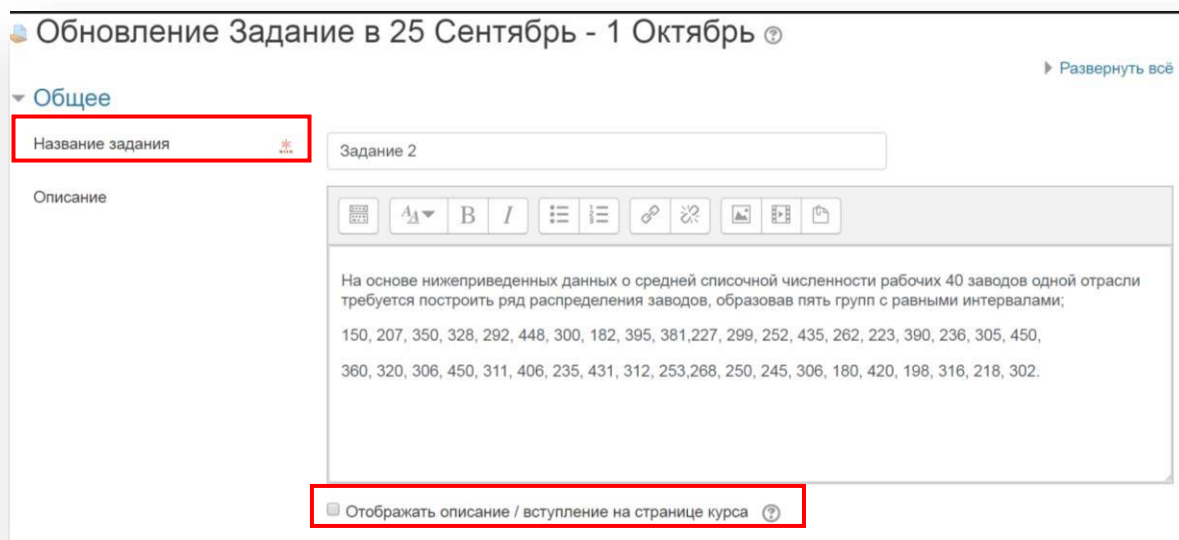 Обновление Задание в 25 Сентябрь - 1 Октябрь
Развернуть всё
Общее
Название задания
Задание 2
Описание
На основе нижеприведенных данных о средней списочной численности рабочих 40 заводов одной отрасли
требуется построить ряд распределения заводов, образовав пять групп с равными интервалами;
150, 207, 350, 328, 292, 448, 300, 182, 395, 381,227, 299, 252, 435, 262, 223, 390, 236, 305, 450,
360, 320, 306, 450, 311, 406, 235, 431, 312, 253,268, 250, 245, 306, 180, 420, 198, 316, 218, 302.
Отображать описание / вступление на странице курса